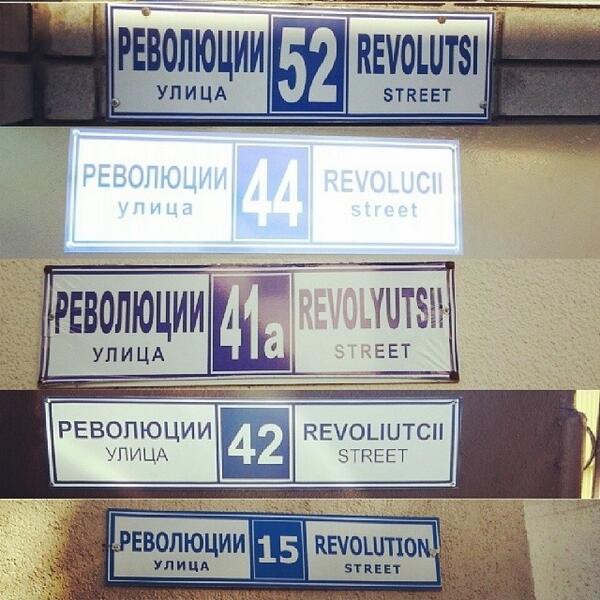 РЕВОЛЮЦИИ 52 REVOLUTSI
УЛИЦА STREET
РЕВОЛЮЦИИ 44 REVOLUCII
улица street
РЕВОЛЮЦИИ 41а REVOLYUTSII
УЛИЦА STREET
РЕВОЛЮЦИИ 42 REVOLIUTCII
УЛИЦА STREET
РЕВОЛЮЦИИ 15 REVOLUTION
УЛИЦА STREET